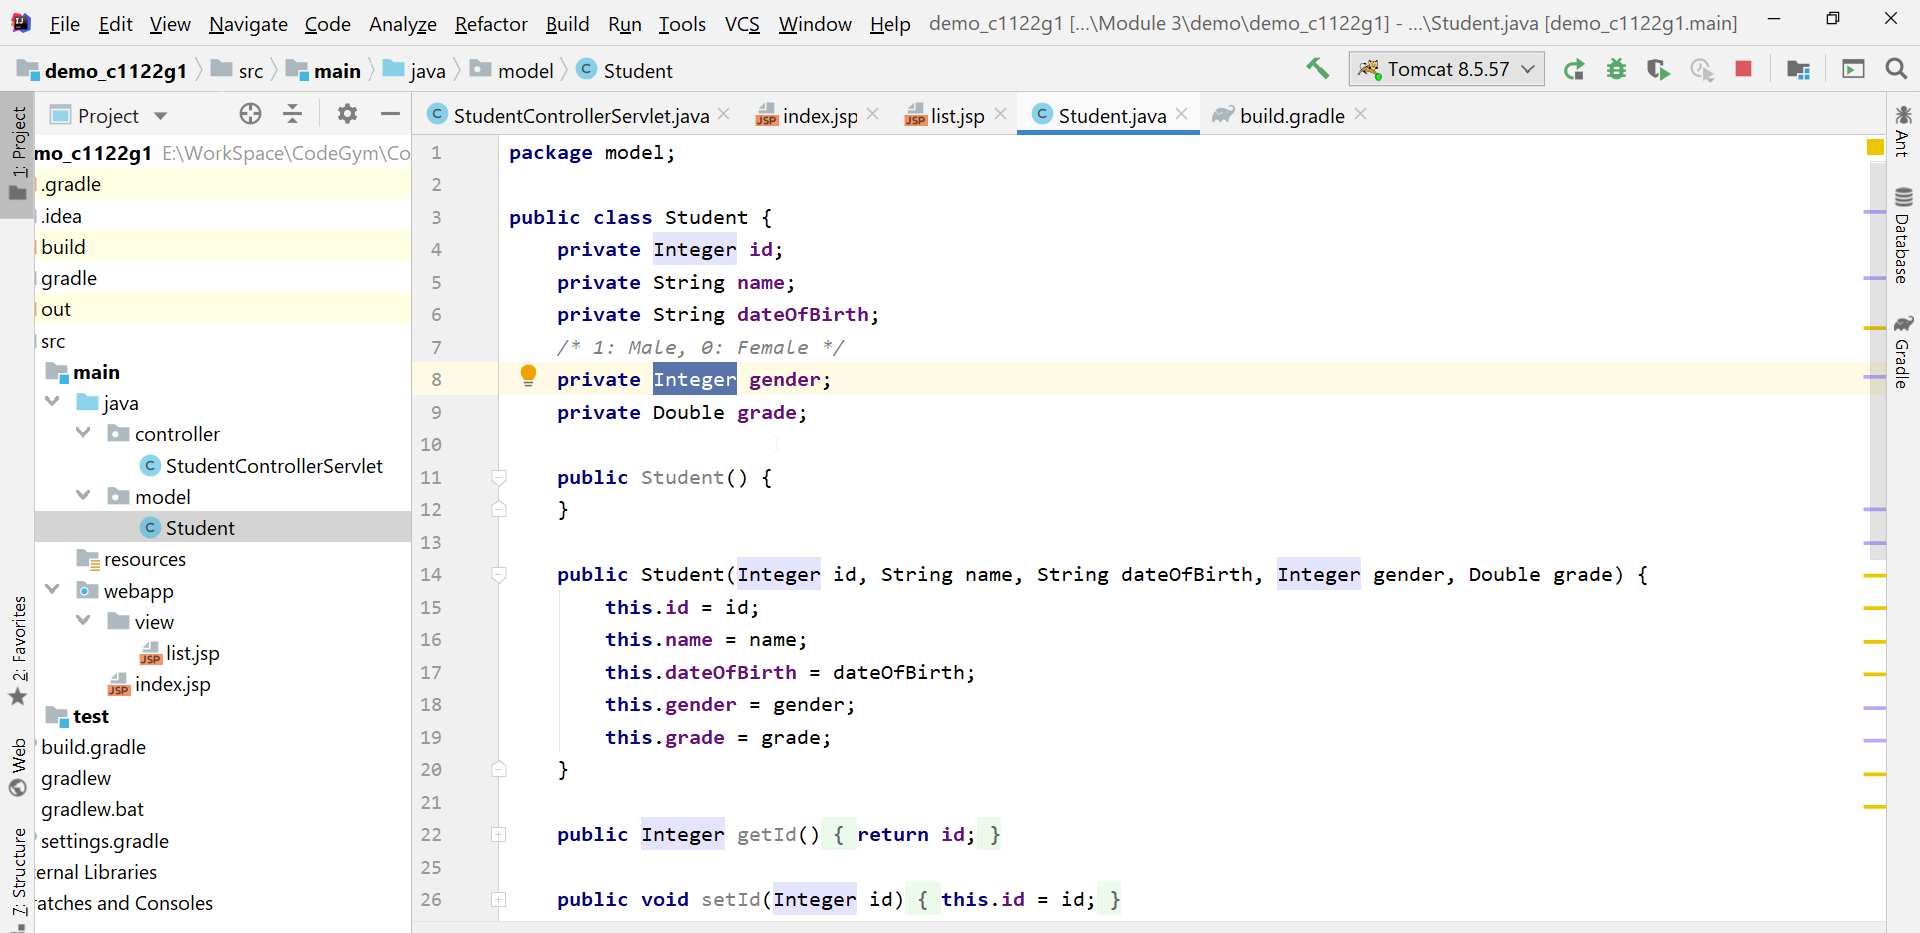 File Edit View Navigate Code Analyze Refactor Build Run Tools VCS Window Help demo_c1122g1 [...\Module 3\demo\demo_c1122g1] - ...\Student.java [demo_c1122g1.main]
demo_c1122g1 src main java model Student Tomcat 8.5.57
Project
StudentControllerServlet.java index.jsp list.jsp Student.java build.gradle
1: Project
2: Favorites
Web
7: Structure
mo_c1122g1 E:\WorkSpace\CodeGym\Co
.gradle
.idea
build
gradle
out
src
main
java
controller
StudentControllerServlet
model
Student
resources
webapp
view
list.jsp
index.jsp
test
build.gradle
gradlew
gradlew.bat
settings.gradle
ernal Libraries
ratches and Consoles
1 package model;
2
3 public class Student {
4 private Integer id;
5 private String name;
6 private String dateOfBirth;
7 /* 1: Male, 0: Female */
8 private Integer gender;
9 private Double grade;
10
11 public Student() {
12 }
13
14 public Student(Integer id, String name, String dateOfBirth, Integer gender, Double grade) {
15 this.id = id;
16 this.name = name;
17 this.dateOfBirth = dateOfBirth;
18 this.gender = gender;
19 this.grade = grade;
20 }
21
22 public Integer getId() { return id; }
25
26 public void setId(Integer id) { this.id = id; }
Ant
Database
Gradle